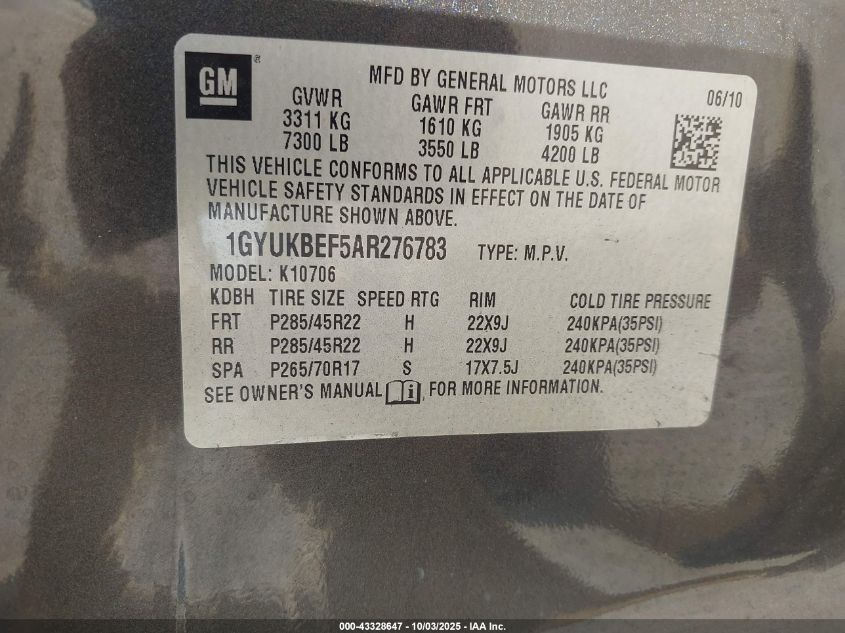 GM
MFD BY GENERAL MOTORS LLC
06/10
GVWR GAWR FRT GAWR RR
3311 KG 1610 KG 1905 KG
7300 LB 3550 LB 4200 LB
THIS VEHICLE CONFORMS TO ALL APPLICABLE U.S. FEDERAL MOTOR
VEHICLE SAFETY STANDARDS IN EFFECT ON THE DATE OF
MANUFACTURE SHOWN ABOVE.
1GYUKBEF5AR276783 TYPE: M.P.V.
MODEL: K10706
KDBH TIRE SIZE SPEED RTG RIM COLD TIRE PRESSURE
FRT P285/45R22 H 22X9J 240KPA(35PSI)
RR P285/45R22 H 22X9J 240KPA(35PSI)
SPA P265/70R17 S 17X7.5J 240KPA(35PSI)
SEE OWNER'S MANUAL i, FOR MORE INFORMATION.
000-43328647 - 10/03/2025 - IAA Inc.